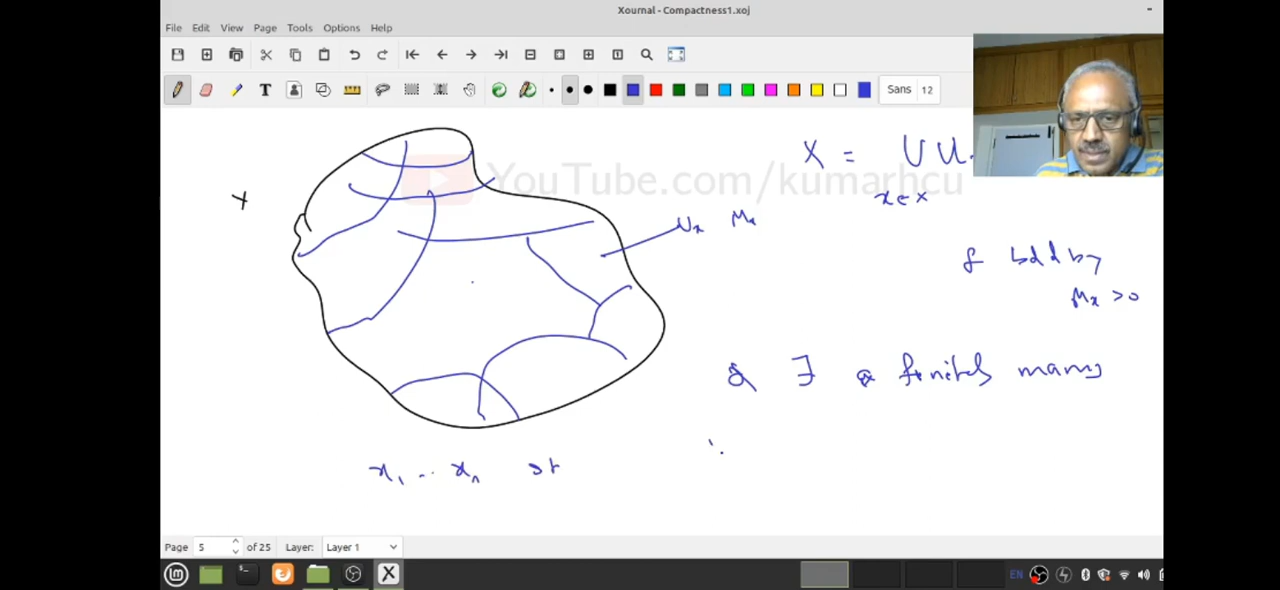 Xournal - Compactness1.xoj
File Edit View Page Tools Options Help
Sans 12
YouTube.com/kumarhcu
X = ∪ U
x∈X
X
U_x M_x
f bdd by
M_x > 0
& ∃ finitely many
x_1 .. x_n st
Page 5 of 25 Layer: Layer 1
EN